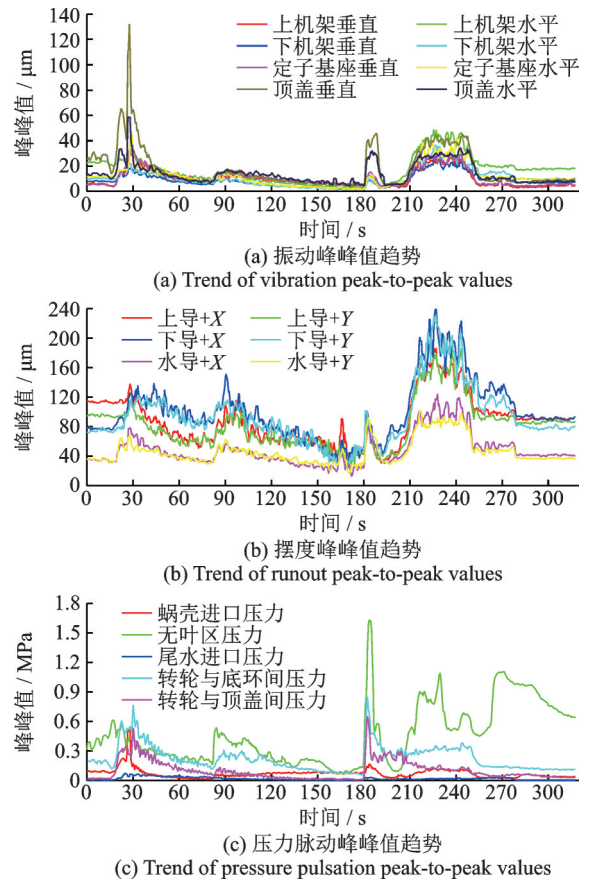 140
120
100
80
60
40
20
0
峰峰值 / μm
上机架垂直 上机架水平
下机架垂直 下机架水平
定子基座垂直 定子基座水平
顶盖垂直 顶盖水平
0 30 60 90 120 150 180 210 240 270 300
时间 / s
(a) 振动峰峰值趋势
(a) Trend of vibration peak-to-peak values
240
200
160
120
80
40
0
峰峰值 / μm
上导+X 上导+Y
下导+X 下导+Y
水导+X 水导+Y
0 30 60 90 120 150 180 210 240 270 300
时间 / s
(b) 摆度峰峰值趋势
(b) Trend of runout peak-to-peak values
1.8
1.5
1.2
0.9
0.6
0.3
0
峰峰值 / MPa
蜗壳进口压力
无叶区压力
尾水进口压力
转轮与底环间压力
转轮与顶盖间压力
0 30 60 90 120 150 180 210 240 270 300
时间 / s
(c) 压力脉动峰峰值趋势
(c) Trend of pressure pulsation peak-to-peak values